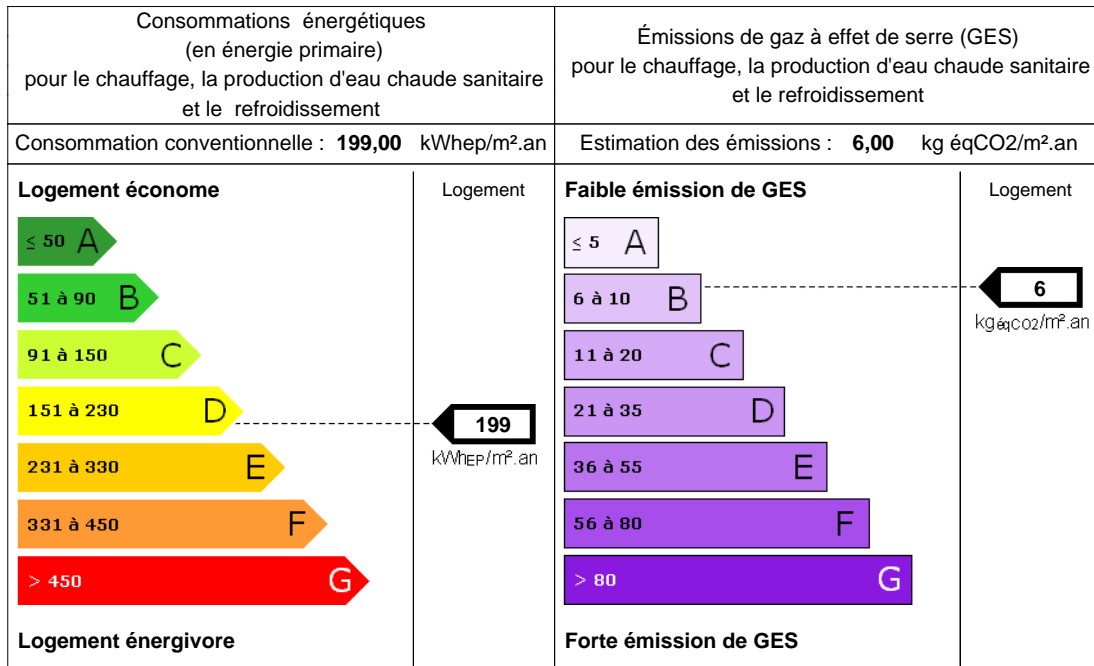 Consommations énergétiques
(en énergie primaire)
pour le chauffage, la production d'eau chaude sanitaire
et le refroidissement
Émissions de gaz à effet de serre (GES)
pour le chauffage, la production d'eau chaude sanitaire
et le refroidissement
Consommation conventionnelle : 199,00 kWhep/m².an
Estimation des émissions : 6,00 kg éqCO2/m².an
Logement économe
Logement
≤ 50 A
51 à 90 B
91 à 150 C
151 à 230 D
199
kWhEP/m².an
231 à 330 E
331 à 450 F
> 450 G
Logement énergivore
Faible émission de GES
Logement
≤ 5 A
6 à 10 B
6
kgéqCO2/m².an
11 à 20 C
21 à 35 D
36 à 55 E
56 à 80 F
> 80 G
Forte émission de GES